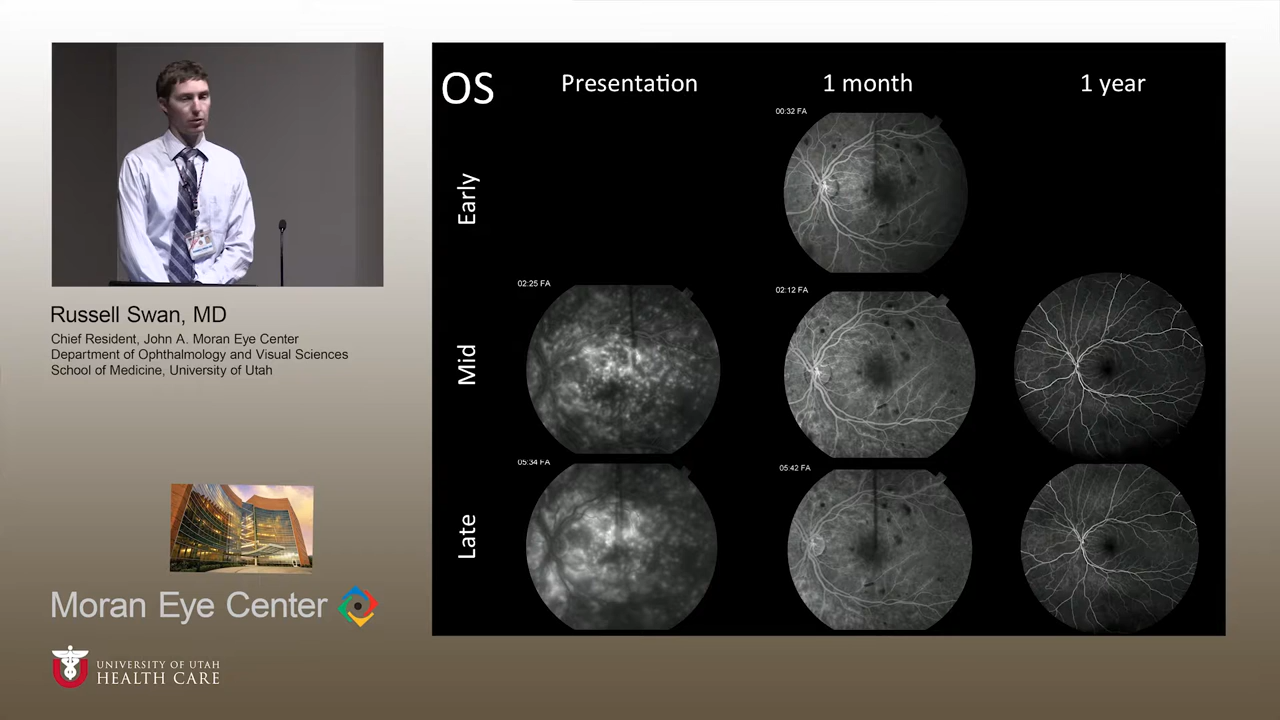 OS
Presentation
1 month
1 year
00:32 FA
Early
02:25 FA
02:12 FA
Mid
05:34 FA
05:42 FA
Late
Russell Swan, MD
Chief Resident, John A. Moran Eye Center
Department of Ophthalmology and Visual Sciences
School of Medicine, University of Utah
Moran Eye Center
U
UNIVERSITY OF UTAH
HEALTH CARE